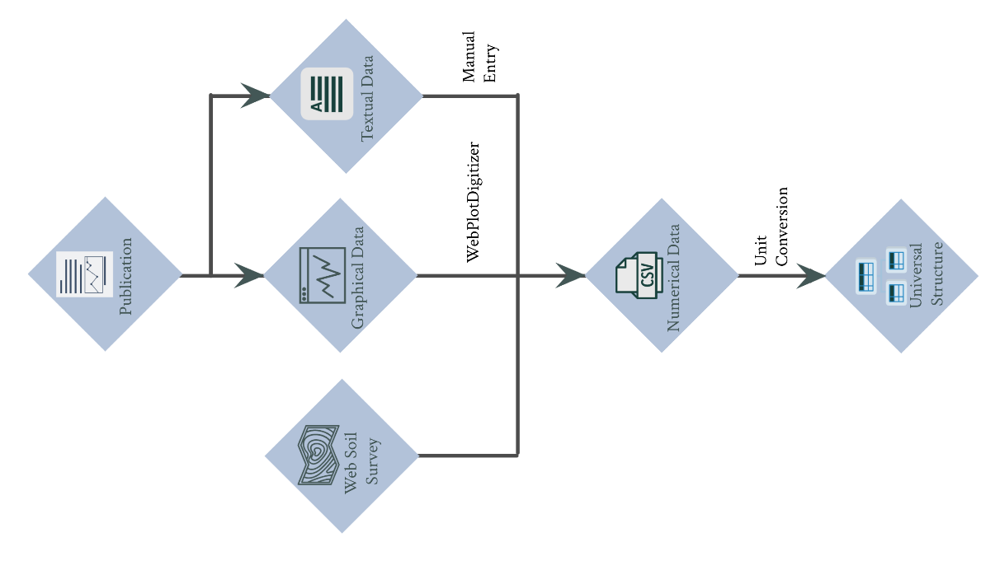 Publication
Web Soil
Survey
Graphical Data
A
Textual Data
WebPlotDigitizer
Manual
Entry
CSV
Numerical Data
Unit
Conversion
Universal
Structure